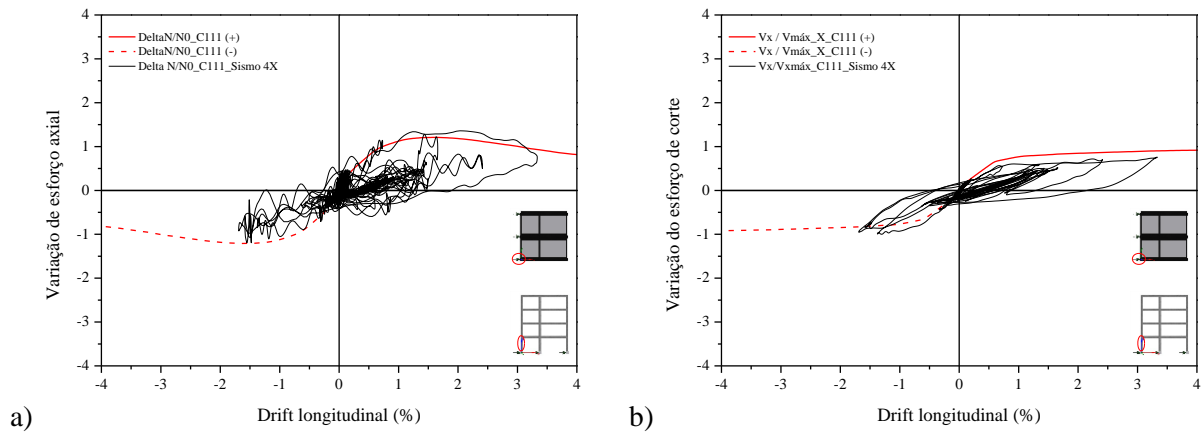 DeltaN/N0_C111 (+)
DeltaN/N0_C111 (-)
Delta N/N0_C111_Sismo 4X
Variação de esforço axial
4
3
2
1
0
-1
-2
-3
-4
-4 -3 -2 -1 0 1 2 3 4
Drift longitudinal (%)
a)
Vx / Vmáx_X_C111 (+)
Vx / Vmáx_X_C111 (-)
Vx/Vxmáx_C111_Sismo 4X
Variação do esforço de corte
4
3
2
1
0
-1
-2
-3
-4
-4 -3 -2 -1 0 1 2 3 4
Drift longitudinal (%)
b)